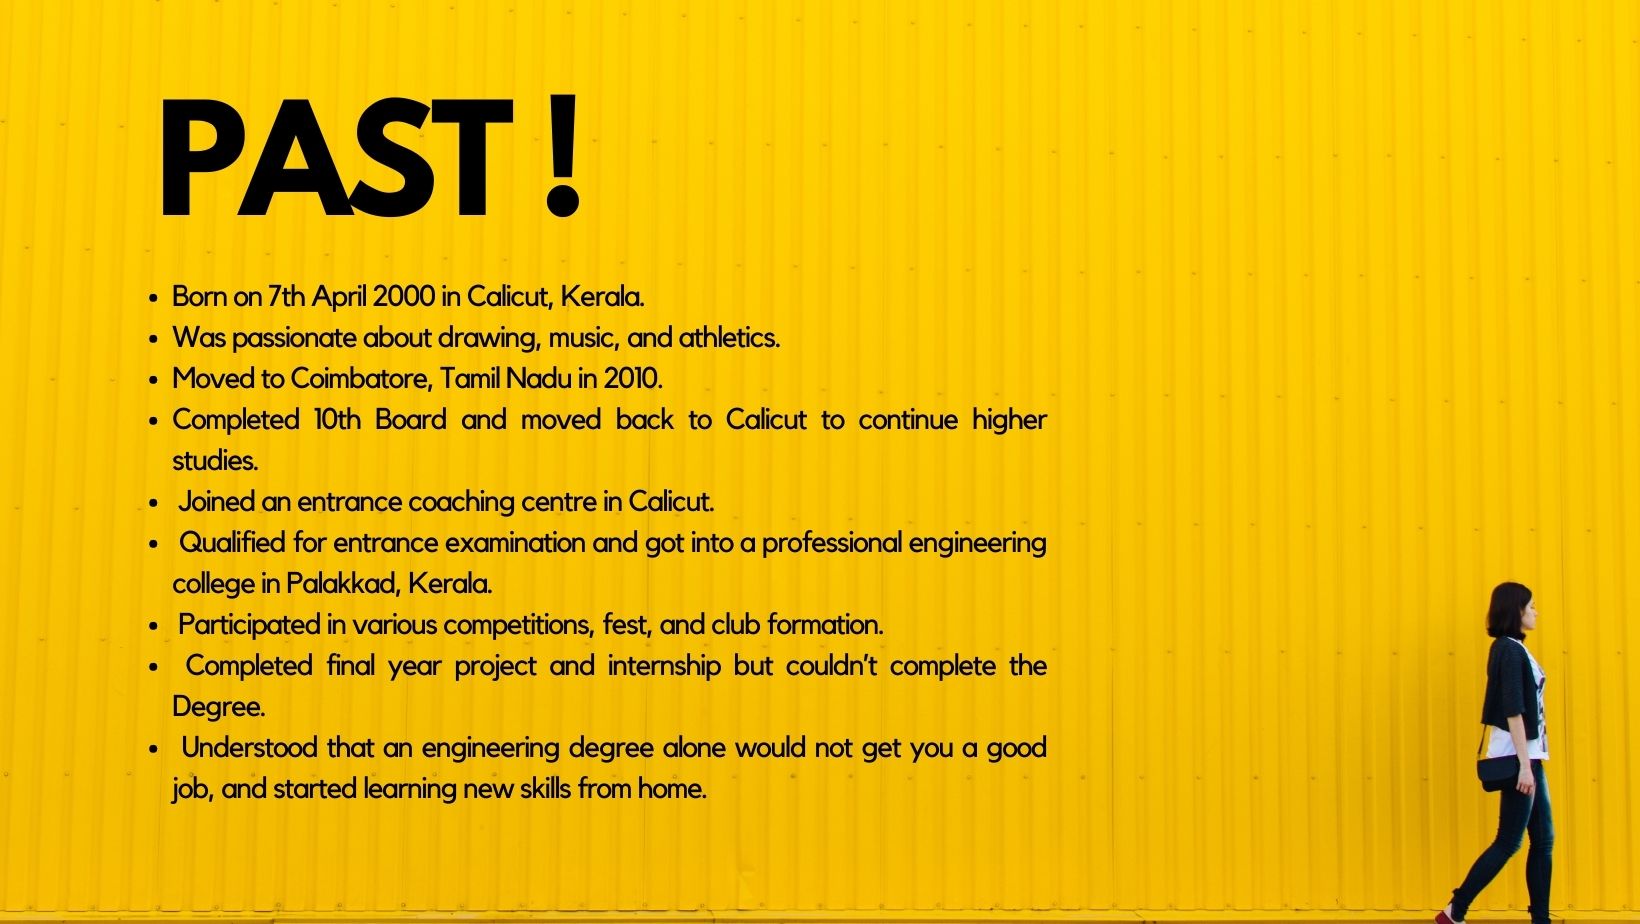 PAST !
• Born on 7th April 2000 in Calicut, Kerala.
• Was passionate about drawing, music, and athletics.
• Moved to Coimbatore, Tamil Nadu in 2010.
• Completed 10th Board and moved back to Calicut to continue higher
studies.
• Joined an entrance coaching centre in Calicut.
• Qualified for entrance examination and got into a professional engineering
college in Palakkad, Kerala.
• Participated in various competitions, fest, and club formation.
• Completed final year project and internship but couldn't complete the
Degree.
• Understood that an engineering degree alone would not get you a good
job, and started learning new skills from home.